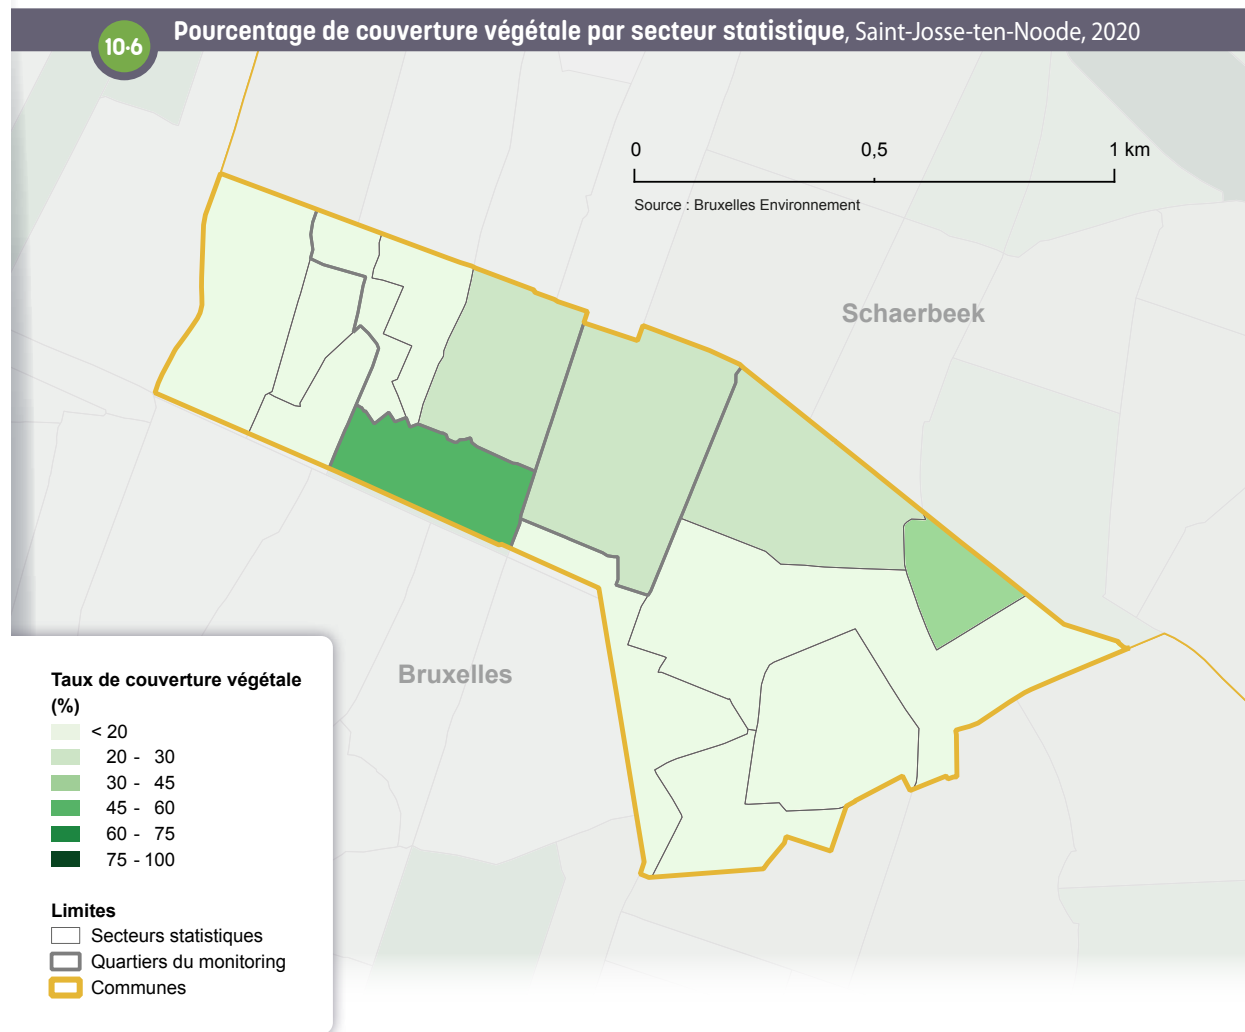 10·6
Pourcentage de couverture végétale par secteur statistique, Saint-Josse-ten-Noode, 2020
0 0,5 1 km
Source : Bruxelles Environnement
Schaerbeek
Bruxelles
Taux de couverture végétale
(%)
< 20
20 - 30
30 - 45
45 - 60
60 - 75
75 - 100
Limites
Secteurs statistiques
Quartiers du monitoring
Communes